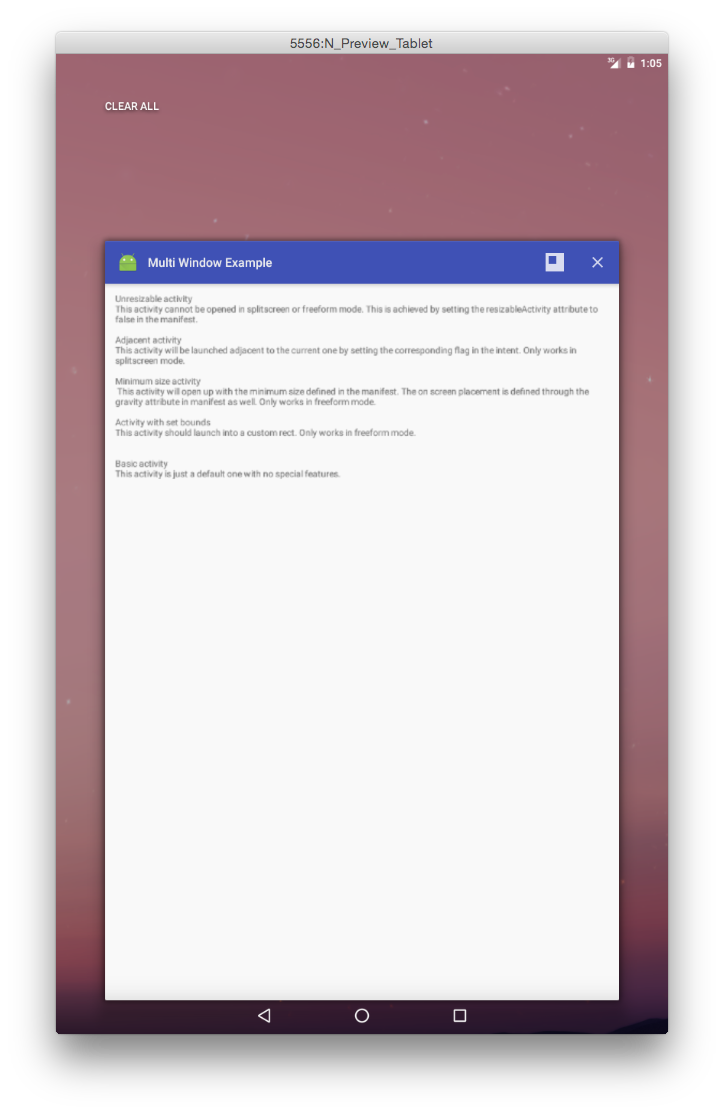 5556:N_Preview_Tablet
3G 1:05
CLEAR ALL
Multi Window Example
Unresizable activity
This activity cannot be opened in splitscreen or freeform mode. This is achieved by setting the resizableActivity attribute to
false in the manifest.
Adjacent activity
This activity will be launched adjacent to the current one by setting the corresponding flag in the intent. Only works in
splitscreen mode.
Minimum size activity
This activity will open up with the minimum size defined in the manifest. The on screen placement is defined through the
gravity attribute in manifest as well. Only works in freeform mode.
Activity with set bounds
This activity should launch into a custom rect. Only works in freeform mode.
Basic activity
This activity is just a default one with no special features.